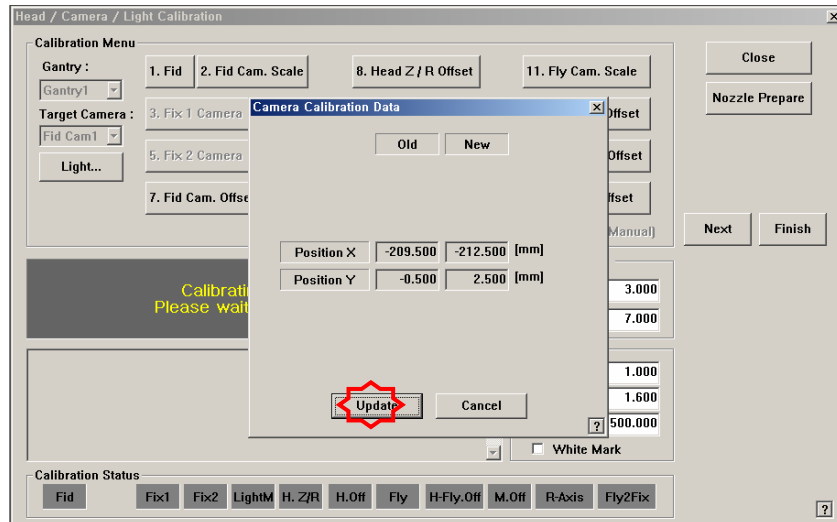 Head / Camera / Light Calibration
Calibration Menu
Gantry :
Gantry1
Target Camera :
Fid Cam1
Light...
1. Fid
2. Fid Cam. Scale
8. Head Z / R Offset
11. Fly Cam. Scale
3. Fix 1 Camera
5. Fix 2 Camera
7. Fid Cam. Offse
Offset
Offset
ffset
Manual)
Close
Nozzle Prepare
Next
Finish
Camera Calibration Data
Old
New
Position X
-209.500
-212.500
[mm]
Position Y
-0.500
2.500
[mm]
Update
Cancel
?
Calibrati
Please wait
3.000
7.000
1.000
1.600
500.000
White Mark
Calibration Status
Fid
Fix1
Fix2
LightM
H. Z/R
H.Off
Fly
H-Fly.Off
M.Off
R-Axis
Fly2Fix
?